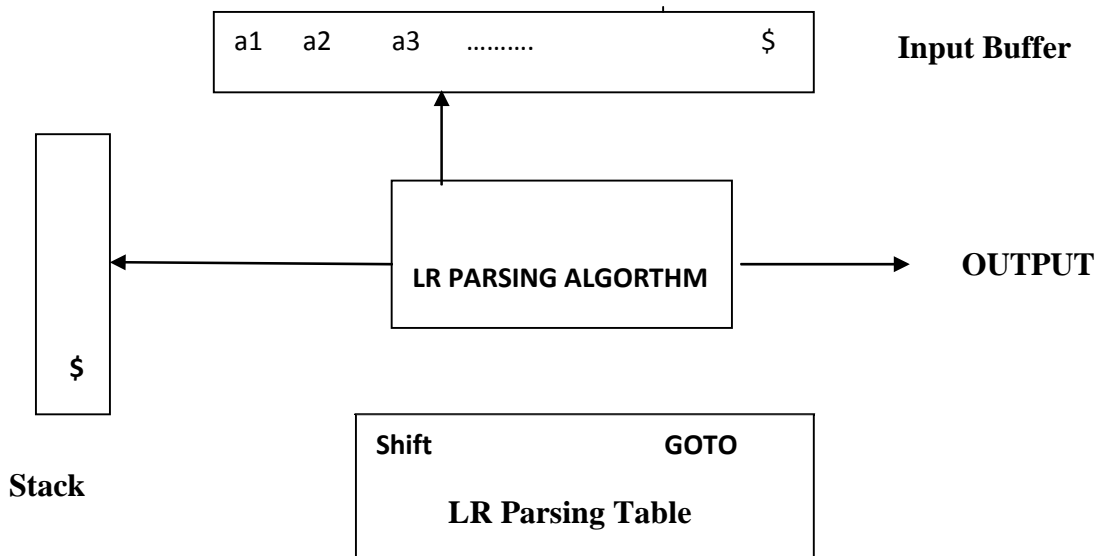 a1 a2 a3 ………. $
Input Buffer
LR PARSING ALGORTHM
OUTPUT
$
Stack
Shift GOTO
LR Parsing Table